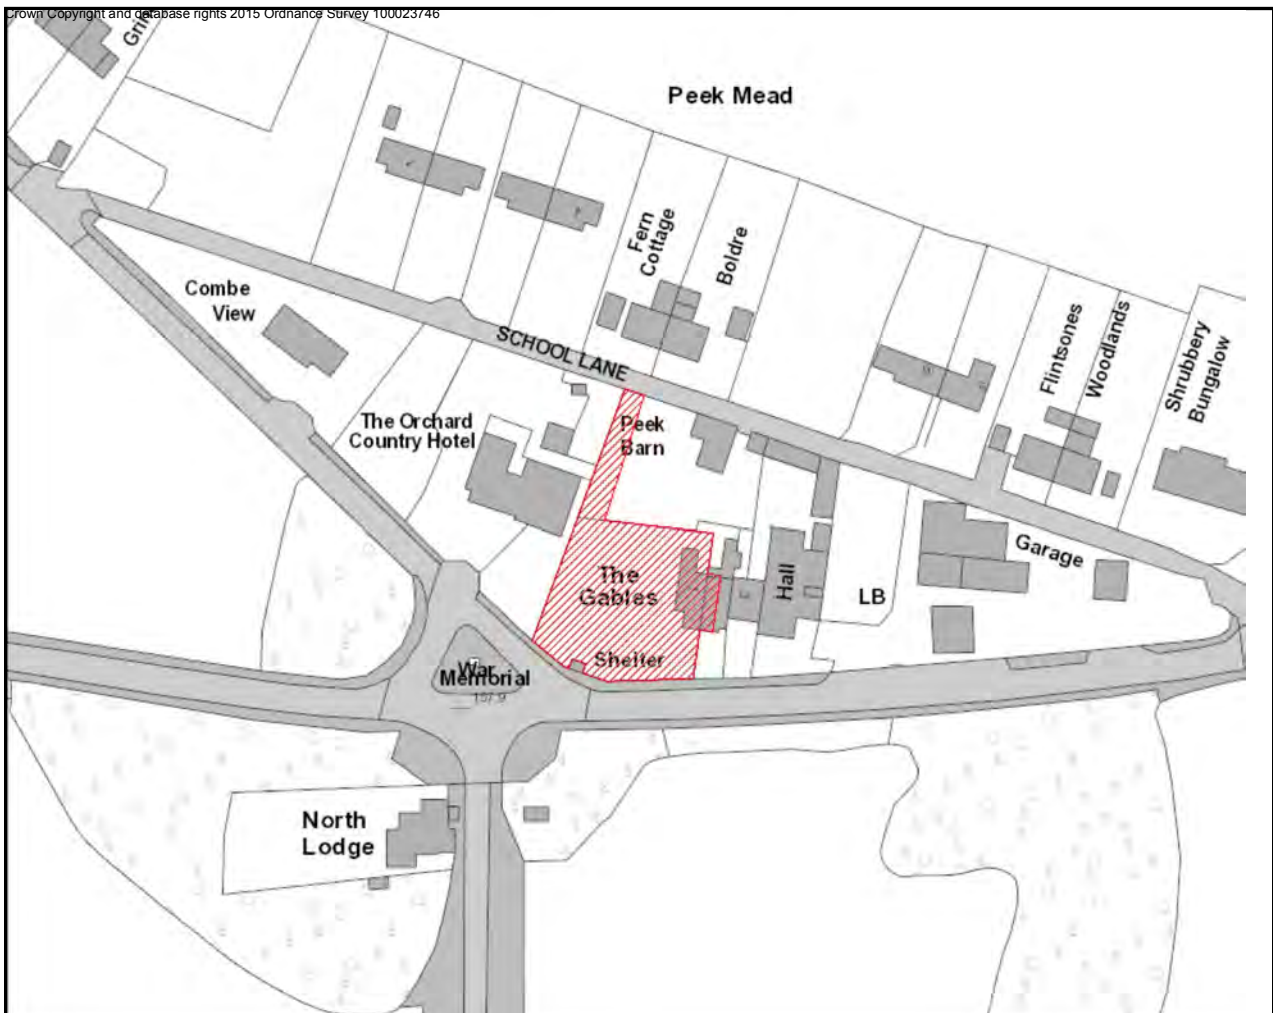 Crown Copyright and database rights 2015 Ordnance Survey 100023746
Peek Mead
Fern
Cottage
Boldre
Combe
View
SCHOOL LANE
Flintsones
Woodlands
Shrubbery
Bungalow
The Orchard
Country Hotel
Peek
Barn
Garage
The
Gables
Hall
LB
Shelter
War
Memorial
157.9
North
Lodge